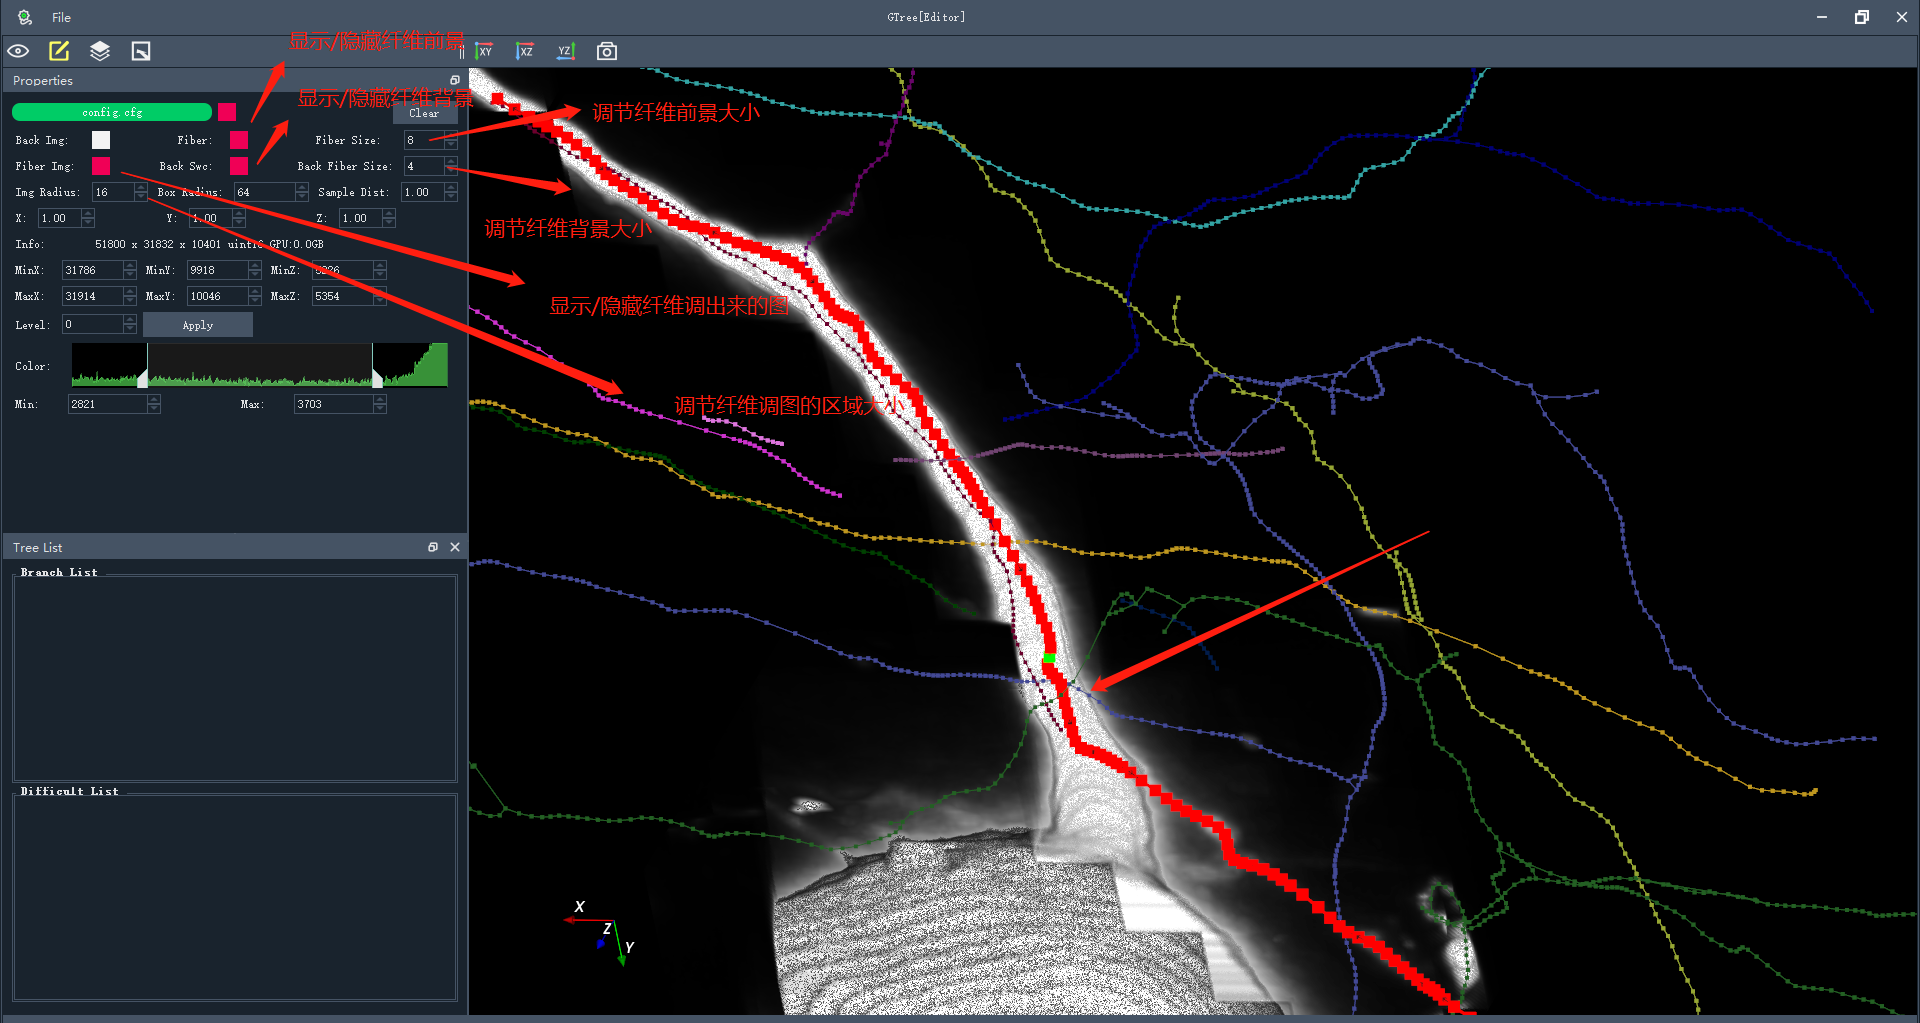 File
GTree[Editor]
显示/隐藏纤维前景
XY
XZ
YZ
Properties
显示/隐藏纤维背景
config.cfg
Clear
调节纤维前景大小
Back Img:
Fiber:
Fiber Size: 8
Fiber Img:
Back Swc:
Back Fiber Size: 4
Img Radius: 16
Box Radius: 64
Sample Dist: 1.00
X: 1.00
Y: 1.00
Z: 1.00
调节纤维背景大小
Info: 51800 x 31832 x 10401 uint16 GPU:0.0GB
MinX: 31786
MinY: 9918
MinZ: 5226
MaxX: 31914
MaxY: 10046
MaxZ: 5354
显示/隐藏纤维调出来的图
Level: 0
Apply
Color:
Min: 2821
Max: 3703
调节纤维调图的区域大小
Tree List
Branch List
Difficult List
X
Z
Y